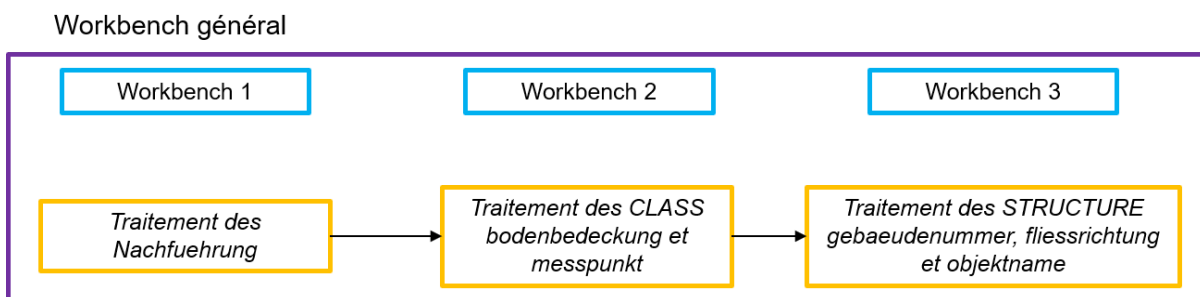 Workbench général
Workbench 1
Workbench 2
Workbench 3
Traitement des
Nachfuehrung
Traitement des CLASS
bodenbedeckung et
messpunkt
Traitement des STRUCTURE
gebaeudenummer, fliessrichtung
et objektname